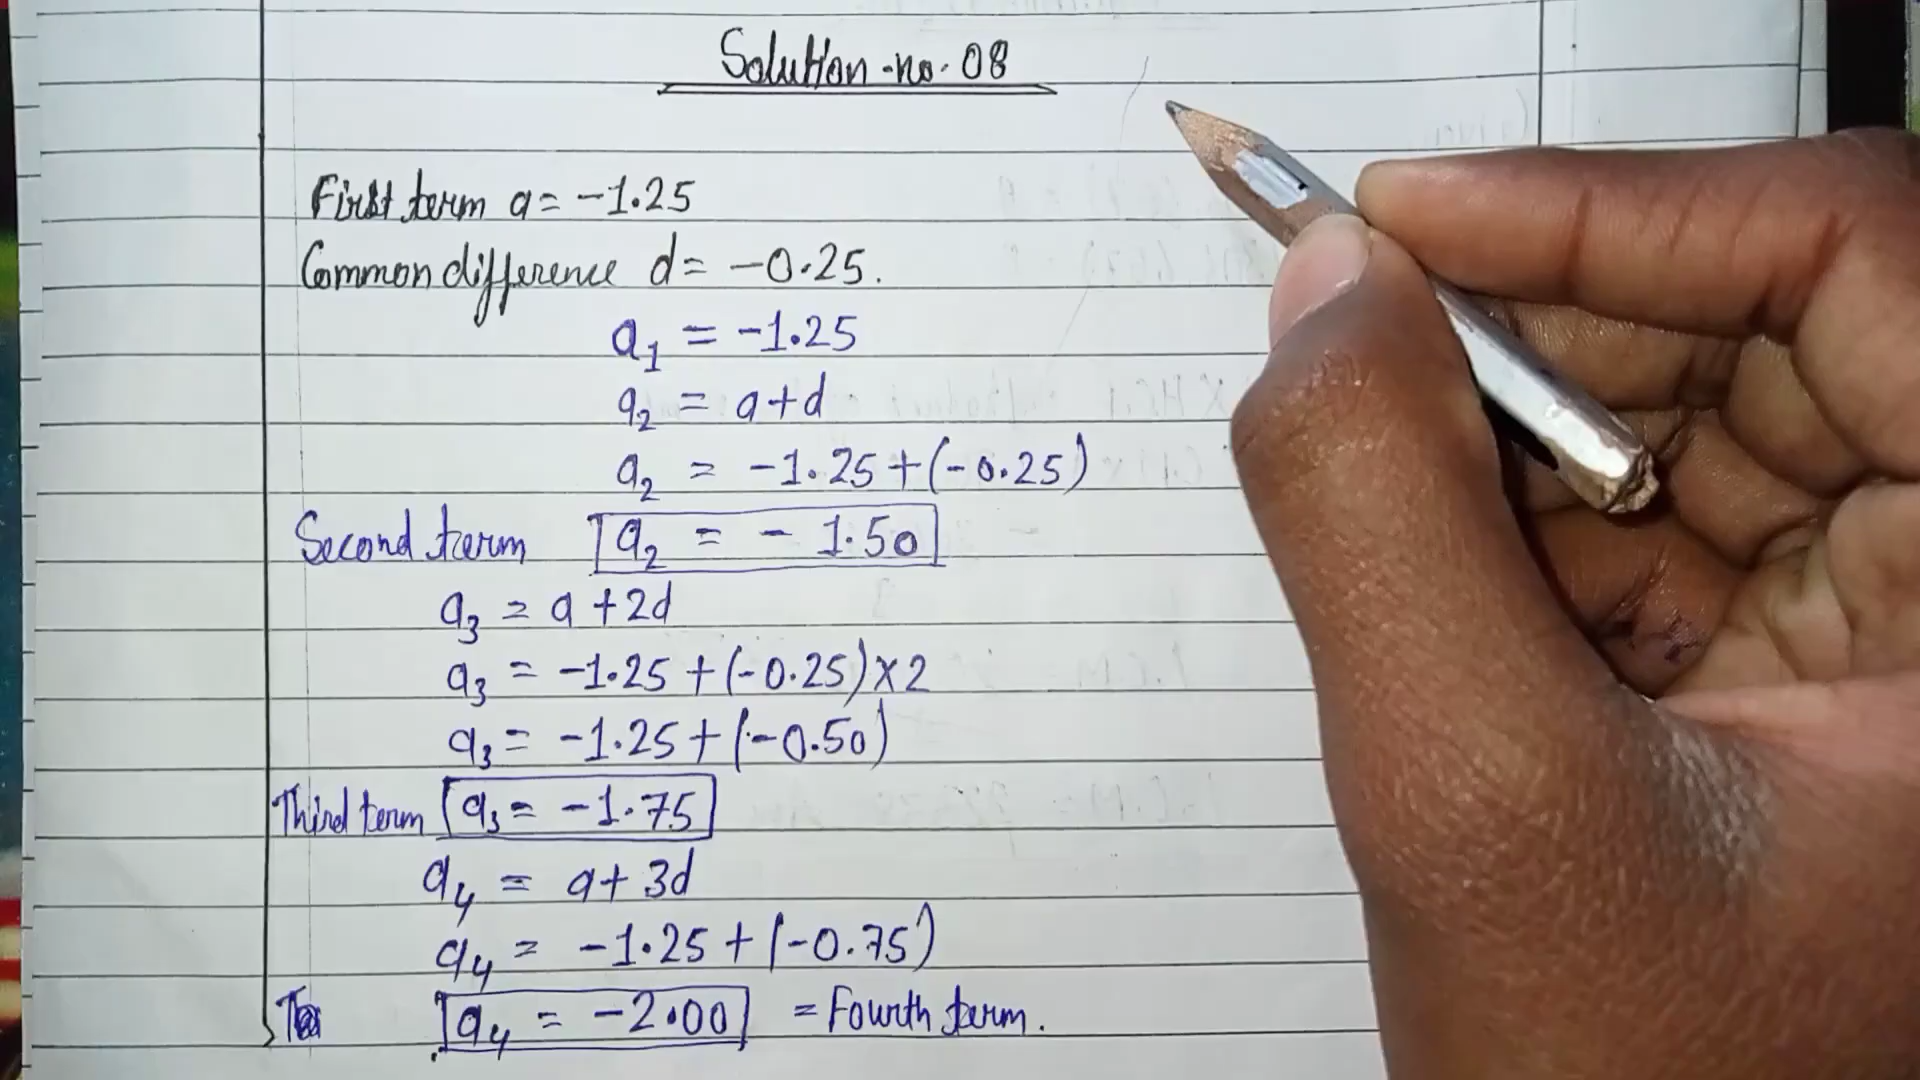 Solution-no. 08
First term a = -1.25
Common difference d = -0.25.
a1 = -1.25
a2 = a+d
a2 = -1.25+(-0.25)
Second term a2 = - 1.50
a3 = a +2d
a3 = -1.25 +(-0.25)×2
a3 = -1.25+(-0.50)
Third term a3 = -1.75
a4 = a+ 3d
a4 = -1.25+(-0.75)
a4 = -2.00 = Fourth term.